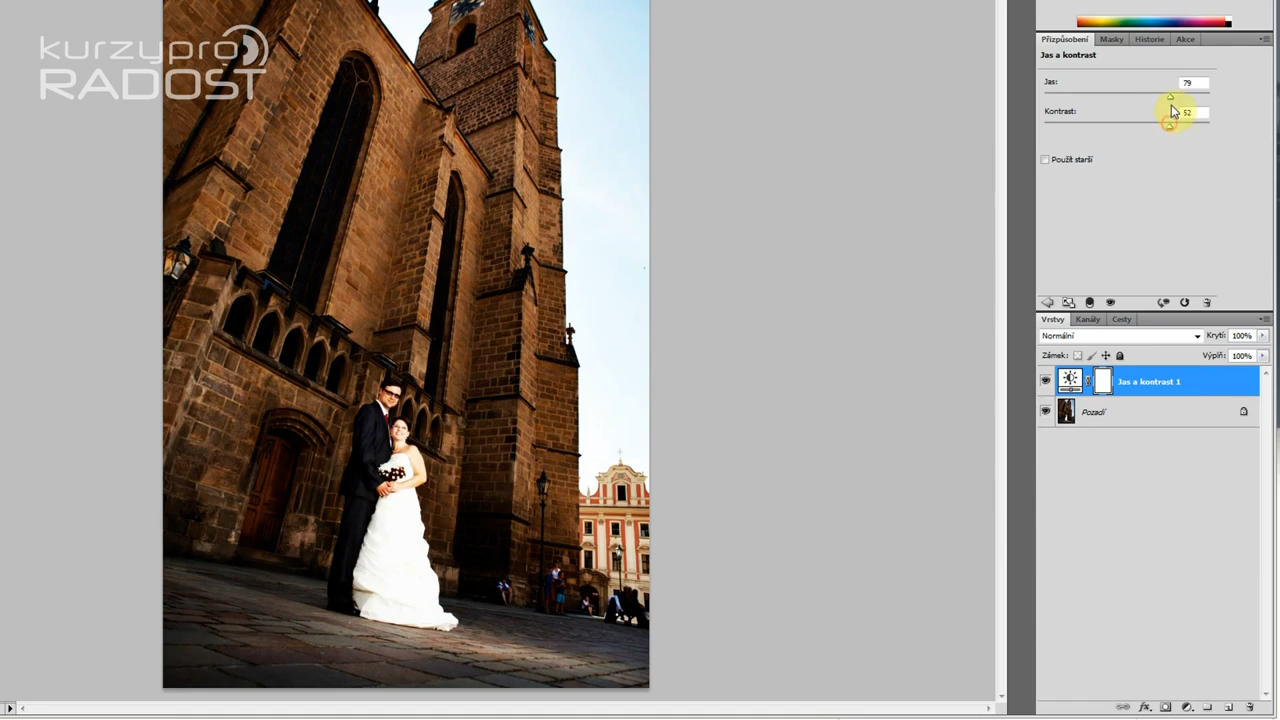 kurzypro
RADOST
Přizpůsobení Masky Historie Akce
Jas a kontrast
Jas: 79
Kontrast: 52
Použít starší
Vrstvy Kanály Cesty
Normální Krytí: 100%
Zámek: Výplň: 100%
Jas a kontrast 1
Pozadí